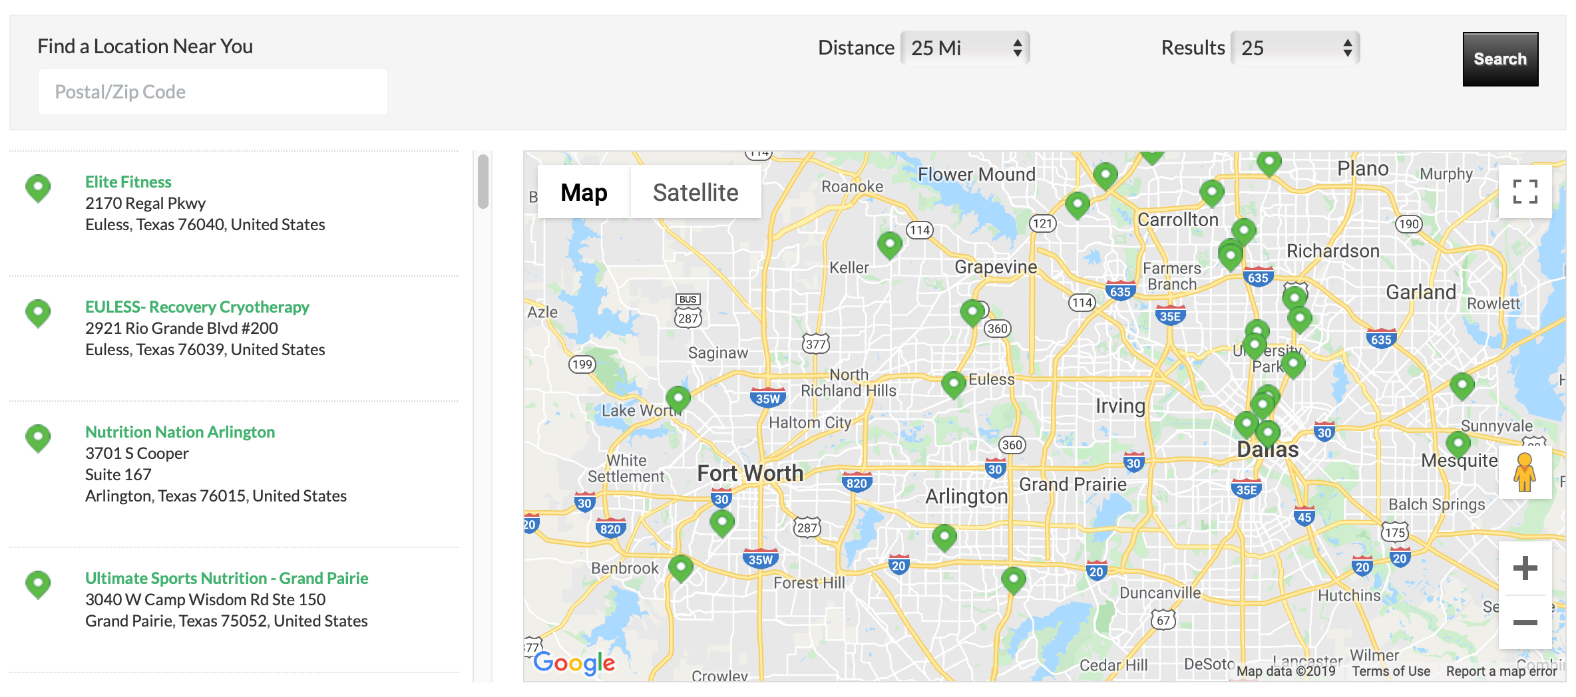 Find a Location Near You
Postal/Zip Code
Distance 25 Mi
Results 25
Search
Elite Fitness
2170 Regal Pkwy
Euless, Texas 76040, United States
EULESS- Recovery Cryotherapy
2921 Rio Grande Blvd #200
Euless, Texas 76039, United States
Nutrition Nation Arlington
3701 S Cooper
Suite 167
Arlington, Texas 76015, United States
Ultimate Sports Nutrition - Grand Pairie
3040 W Camp Wisdom Rd Ste 150
Grand Pairie, Texas 75052, United States
Map Satellite
114
Roanoke
Flower Mound
Plano
Murphy
Carrollton
121
190
114
Keller
Grapevine
Farmers
Branch
Richardson
635
635
Garland
Rowlett
BUS
287
114
35E
Azle
360
377
635
Saginaw
199
University
Park
North
Richland Hills
Euless
35W
Lake Worth
Irving
Haltom City
30
Sunnyvale
360
Dallas
White
Settlement
Fort Worth
30
30
Mesquite
820
Arlington
Grand Prairie
35E
30
30
Balch Springs
20
820
287
45
175
35W
20
20
20
20
Benbrook
Forest Hill
Duncanville
Hutchins
67
77
Google
Crowley
Cedar Hill
DeSoto
Lancaster
Wilmer
Map data ©2019
Terms of Use
Report a map error